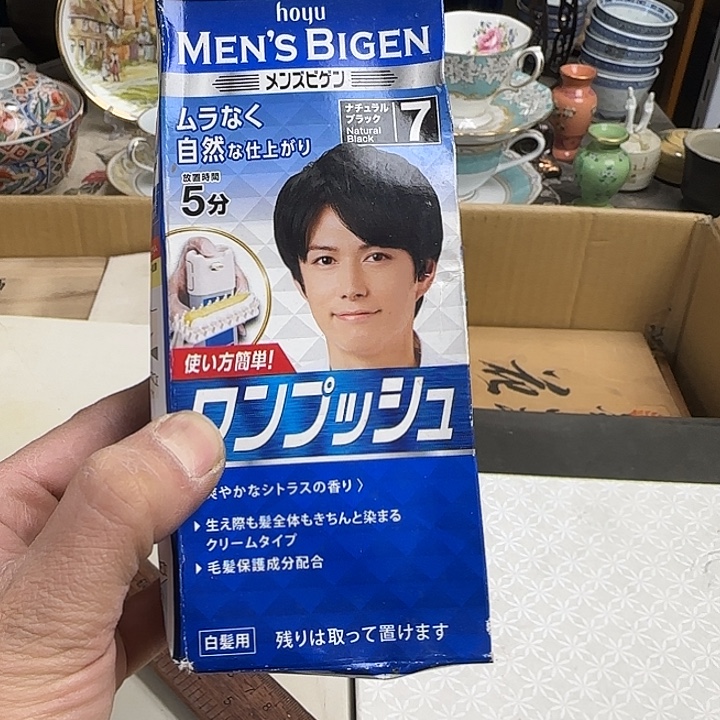 hoyu
MEN'S BIGEN
メンズビゲン
ムラなく
自然な仕上がり
ナチュラル
ブラック
Natural
Black
7
放置時間
5分
使い方簡単!
ワンプッシュ
やかなシトラスの香り〉
生え際も髪全体もきちんと染まる
クリームタイプ
毛髪保護成分配合
白髪用
残りは取って置けます